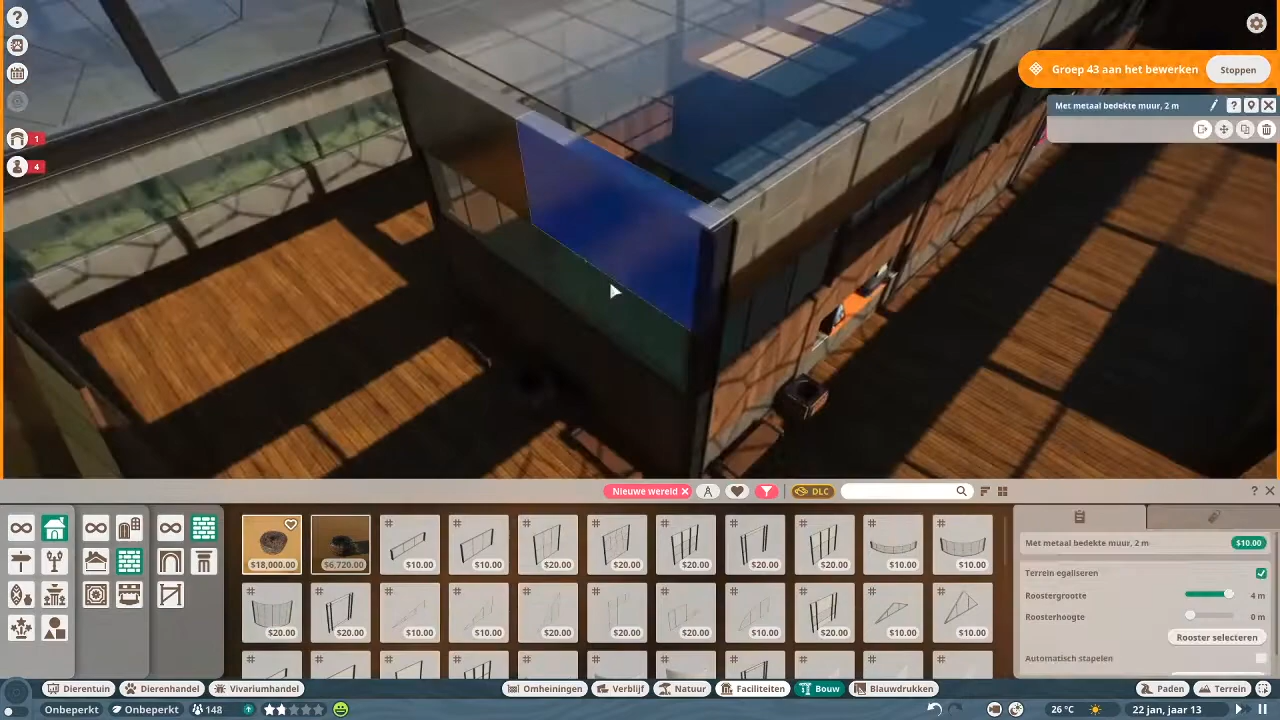 Groep 43 aan het bewerken
Stoppen
Met metaal bedekte muur, 2 m
1
4
Nieuwe wereld
DLC
$18,000.00
$6,720.00
$10.00
$10.00
$20.00
$20.00
$20.00
$20.00
$20.00
$10.00
$10.00
$20.00
$20.00
$10.00
$10.00
$20.00
$20.00
$20.00
$10.00
$20.00
$10.00
$10.00
Met metaal bedekte muur, 2 m
$10.00
Terrein egaliseren
Roostergrootte
4 m
Roosterhoogte
0 m
Rooster selecteren
Automatisch stapelen
Dierentuin
Dierenhandel
Vivariumhandel
Omheiningen
Verblijf
Natuur
Faciliteiten
Bouw
Blauwdrukken
Paden
Terrein
Onbeperkt
Onbeperkt
148
26 °C
22 jan, jaar 13